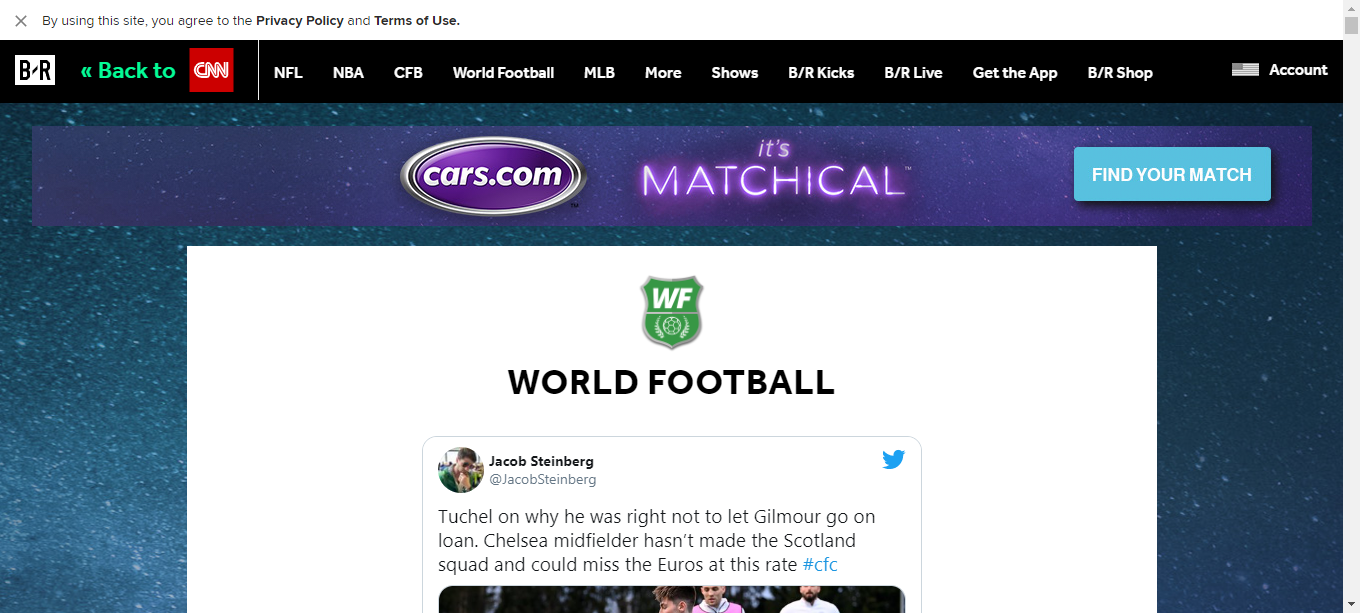 By using this site, you agree to the Privacy Policy and Terms of Use.
B/R
« Back to CNN
NFL NBA CFB World Football MLB More Shows B/R Kicks B/R Live Get the App B/R Shop Account
cars.com™
it's
MATCHICAL™
FIND YOUR MATCH
WF
WORLD FOOTBALL
Jacob Steinberg
@JacobSteinberg
Tuchel on why he was right not to let Gilmour go on
loan. Chelsea midfielder hasn't made the Scotland
squad and could miss the Euros at this rate #cfc